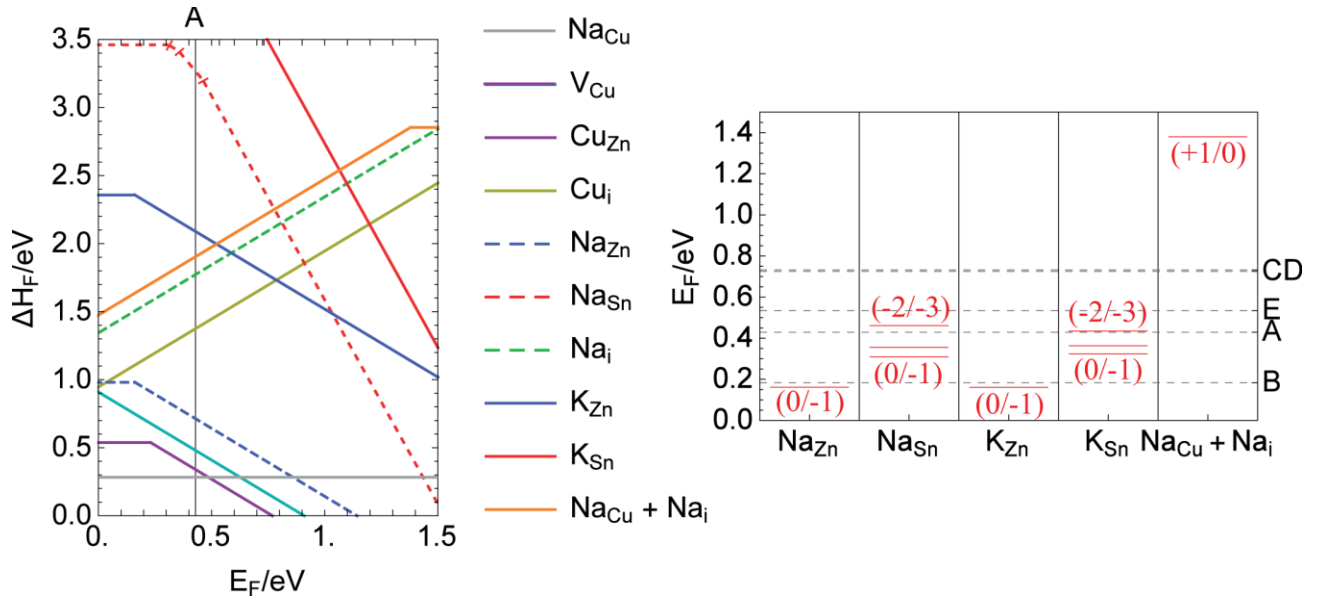 A
3.5
3.0
2.5
2.0
1.5
1.0
0.5
0.0
ΔH_F/eV
0.
0.5
1.
1.5
E_F/eV
Na_Cu
V_Cu
Cu_Zn
Cu_i
Na_Zn
Na_Sn
Na_i
K_Zn
K_Sn
Na_Cu + Na_i
1.4
1.2
1.0
0.8
0.6
0.4
0.2
0.0
E_F/eV
(+1/0)
(-2/-3)
(-2/-3)
(0/-1)
(0/-1)
(0/-1)
(0/-1)
CD
E
A
B
Na_Zn
Na_Sn
K_Zn
K_Sn
Na_Cu + Na_i